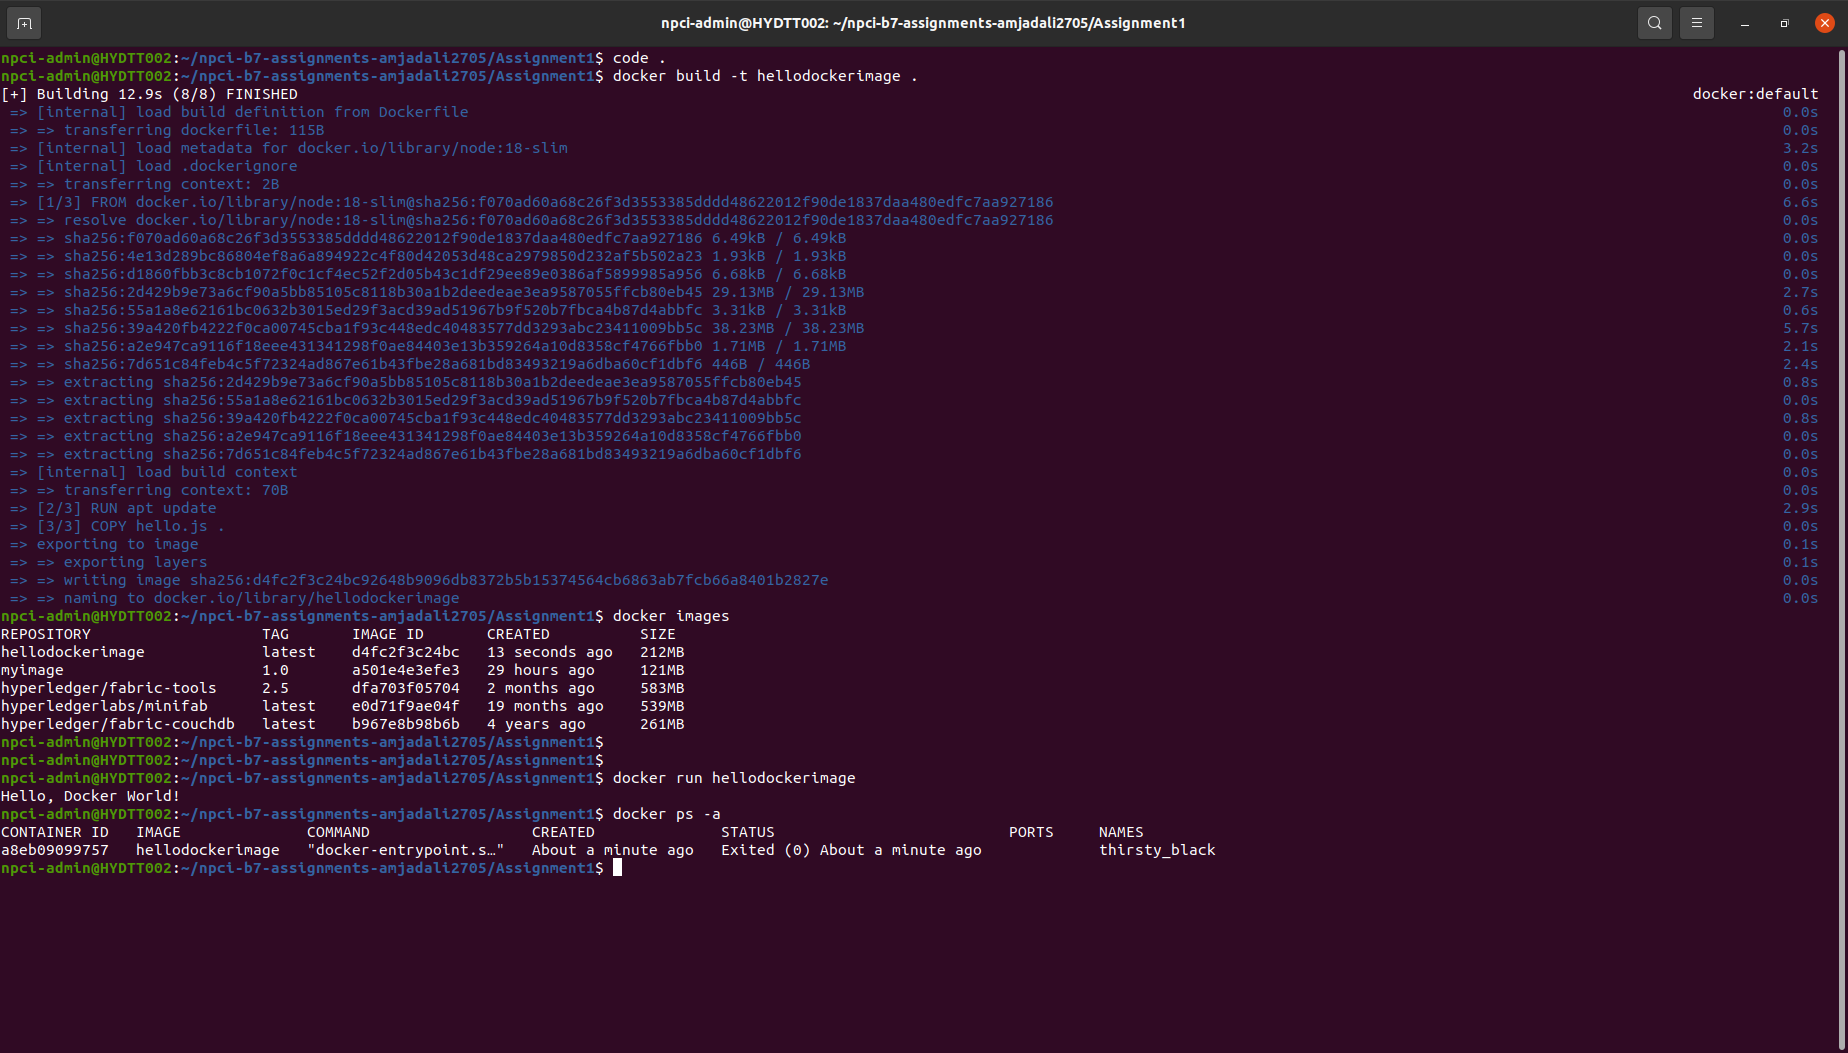 npci-admin@HYDTT002: ~/npci-b7-assignments-amjadali2705/Assignment1
npci-admin@HYDTT002:~/npci-b7-assignments-amjadali2705/Assignment1$ code .
npci-admin@HYDTT002:~/npci-b7-assignments-amjadali2705/Assignment1$ docker build -t hellodockerimage .
[+] Building 12.9s (8/8) FINISHED docker:default
=> [internal] load build definition from Dockerfile 0.0s
=> => transferring dockerfile: 115B 0.0s
=> [internal] load metadata for docker.io/library/node:18-slim 3.2s
=> [internal] load .dockerignore 0.0s
=> => transferring context: 2B 0.0s
=> [1/3] FROM docker.io/library/node:18-slim@sha256:f070ad60a68c26f3d3553385dddd48622012f90de1837daa480edfc7aa927186 6.6s
=> => resolve docker.io/library/node:18-slim@sha256:f070ad60a68c26f3d3553385dddd48622012f90de1837daa480edfc7aa927186 0.0s
=> => sha256:f070ad60a68c26f3d3553385dddd48622012f90de1837daa480edfc7aa927186 6.49kB / 6.49kB 0.0s
=> => sha256:4e13d289bc86804ef8a6a894922c4f80d42053d48ca2979850d232af5b502a23 1.93kB / 1.93kB 0.0s
=> => sha256:d1860fbb3c8cb1072f0c1cf4ec52f2d05b43c1df29ee89e0386af5899985a956 6.68kB / 6.68kB 0.0s
=> => sha256:2d429b9e73a6cf90a5bb85105c8118b30a1b2deedeae3ea9587055ffcb80eb45 29.13MB / 29.13MB 2.7s
=> => sha256:55a1a8e62161bc0632b3015ed29f3acd39ad51967b9f520b7fbca4b87d4abbfc 3.31kB / 3.31kB 0.6s
=> => sha256:39a420fb4222f0ca00745cba1f93c448edc40483577dd3293abc23411009bb5c 38.23MB / 38.23MB 5.7s
=> => sha256:a2e947ca9116f18eee431341298f0ae84403e13b359264a10d8358cf4766fbb0 1.71MB / 1.71MB 2.1s
=> => sha256:7d651c84feb4c5f72324ad867e61b43fbe28a681bd83493219a6dba60cf1dbf6 446B / 446B 2.4s
=> => extracting sha256:2d429b9e73a6cf90a5bb85105c8118b30a1b2deedeae3ea9587055ffcb80eb45 0.8s
=> => extracting sha256:55a1a8e62161bc0632b3015ed29f3acd39ad51967b9f520b7fbca4b87d4abbfc 0.0s
=> => extracting sha256:39a420fb4222f0ca00745cba1f93c448edc40483577dd3293abc23411009bb5c 0.8s
=> => extracting sha256:a2e947ca9116f18eee431341298f0ae84403e13b359264a10d8358cf4766fbb0 0.0s
=> => extracting sha256:7d651c84feb4c5f72324ad867e61b43fbe28a681bd83493219a6dba60cf1dbf6 0.0s
=> [internal] load build context 0.0s
=> => transferring context: 70B 0.0s
=> [2/3] RUN apt update 2.9s
=> [3/3] COPY hello.js . 0.0s
=> exporting to image 0.1s
=> => exporting layers 0.1s
=> => writing image sha256:d4fc2f3c24bc92648b9096db8372b5b15374564cb6863ab7fcb66a8401b2827e 0.0s
=> => naming to docker.io/library/hellodockerimage 0.0s
npci-admin@HYDTT002:~/npci-b7-assignments-amjadali2705/Assignment1$ docker images
REPOSITORY TAG IMAGE ID CREATED SIZE
hellodockerimage latest d4fc2f3c24bc 13 seconds ago 212MB
myimage 1.0 a501e4e3efe3 29 hours ago 121MB
hyperledger/fabric-tools 2.5 dfa703f05704 2 months ago 583MB
hyperledgerlabs/minifab latest e0d71f9ae04f 19 months ago 539MB
hyperledger/fabric-couchdb latest b967e8b98b6b 4 years ago 261MB
npci-admin@HYDTT002:~/npci-b7-assignments-amjadali2705/Assignment1$
npci-admin@HYDTT002:~/npci-b7-assignments-amjadali2705/Assignment1$
npci-admin@HYDTT002:~/npci-b7-assignments-amjadali2705/Assignment1$ docker run hellodockerimage
Hello, Docker World!
npci-admin@HYDTT002:~/npci-b7-assignments-amjadali2705/Assignment1$ docker ps -a
CONTAINER ID IMAGE COMMAND CREATED STATUS PORTS NAMES
a8eb09099757 hellodockerimage "docker-entrypoint.s…" About a minute ago Exited (0) About a minute ago thirsty_black
npci-admin@HYDTT002:~/npci-b7-assignments-amjadali2705/Assignment1$